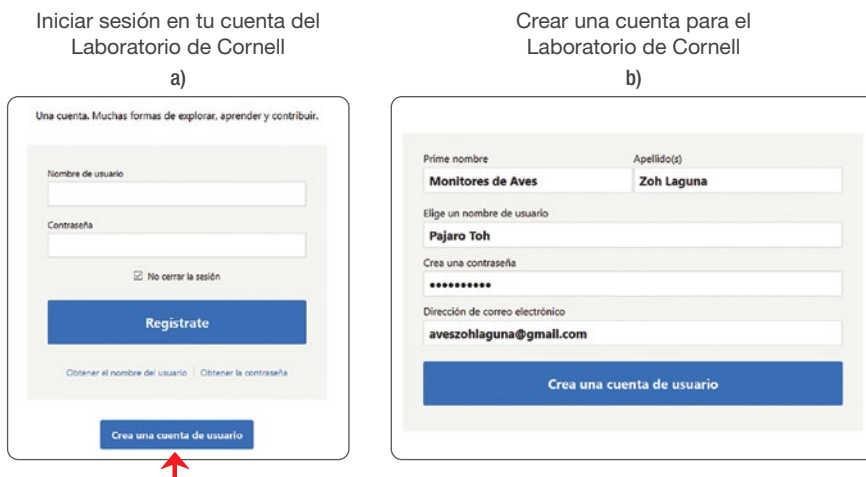 Iniciar sesión en tu cuenta del
Laboratorio de Cornell
a)
Una cuenta. Muchas formas de explorar, aprender y contribuir.
Nombre de usuario
Contraseña
No cerrar la sesión
Regístrate
Obtener el nombre del usuario | Obtener la contraseña
Crea una cuenta de usuario
Crear una cuenta para el
Laboratorio de Cornell
b)
Prime nombre Apellido(s)
Monitores de Aves Zoh Laguna
Elige un nombre de usuario
Pajaro Toh
Crea una contraseña
••••••••••
Dirección de correo electrónico
aveszohlaguna@gmail.com
Crea una cuenta de usuario